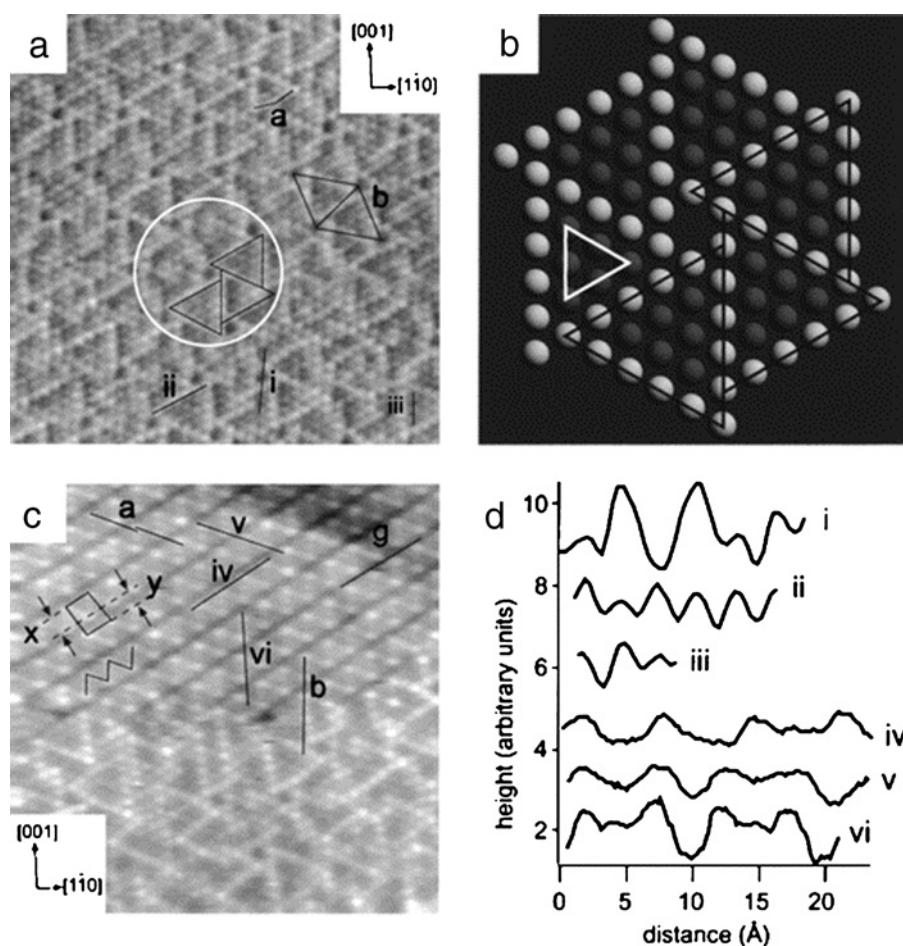 a
[001]
[1̄10]
a
b
ii
i
iii
b
c
a
v
g
iv
y
x
vi
b
[001]
[1̄10]
d
10
i
8
ii
6
iii
4
iv
v
2
vi
0 5 10 15 20
height (arbitrary units)
distance (Å)